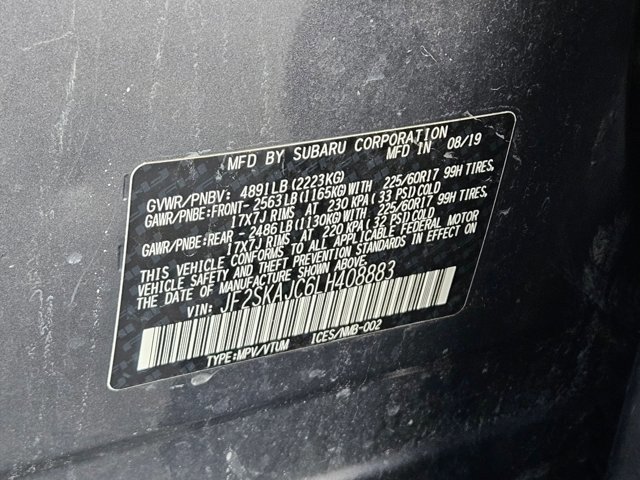 MFD BY SUBARU CORPORATION
MFD IN 08/19
GVWR/PNBV: 4891LB(2223KG)
GAWR/PNBE:FRONT- 2563LB(1165KG)WITH 225/60R17 99H TIRES,
17X7J RIMS AT 230 KPA(33 PSI)COLD
GAWR/PNBE:REAR - 2486LB(1130KG)WITH 225/60R17 99H TIRES,
17X7J RIMS AT 220 KPA(32 PSI)COLD
THIS VEHICLE CONFORMS TO ALL APPLICABLE FEDERAL MOTOR
VEHICLE SAFETY AND THEFT PREVENTION STANDARDS IN EFFECT ON
THE DATE OF MANUFACTURE SHOWN ABOVE.
VIN: JF2SKAJC6LH408883
TYPE:MPV/VTUM ICES/NMB-002